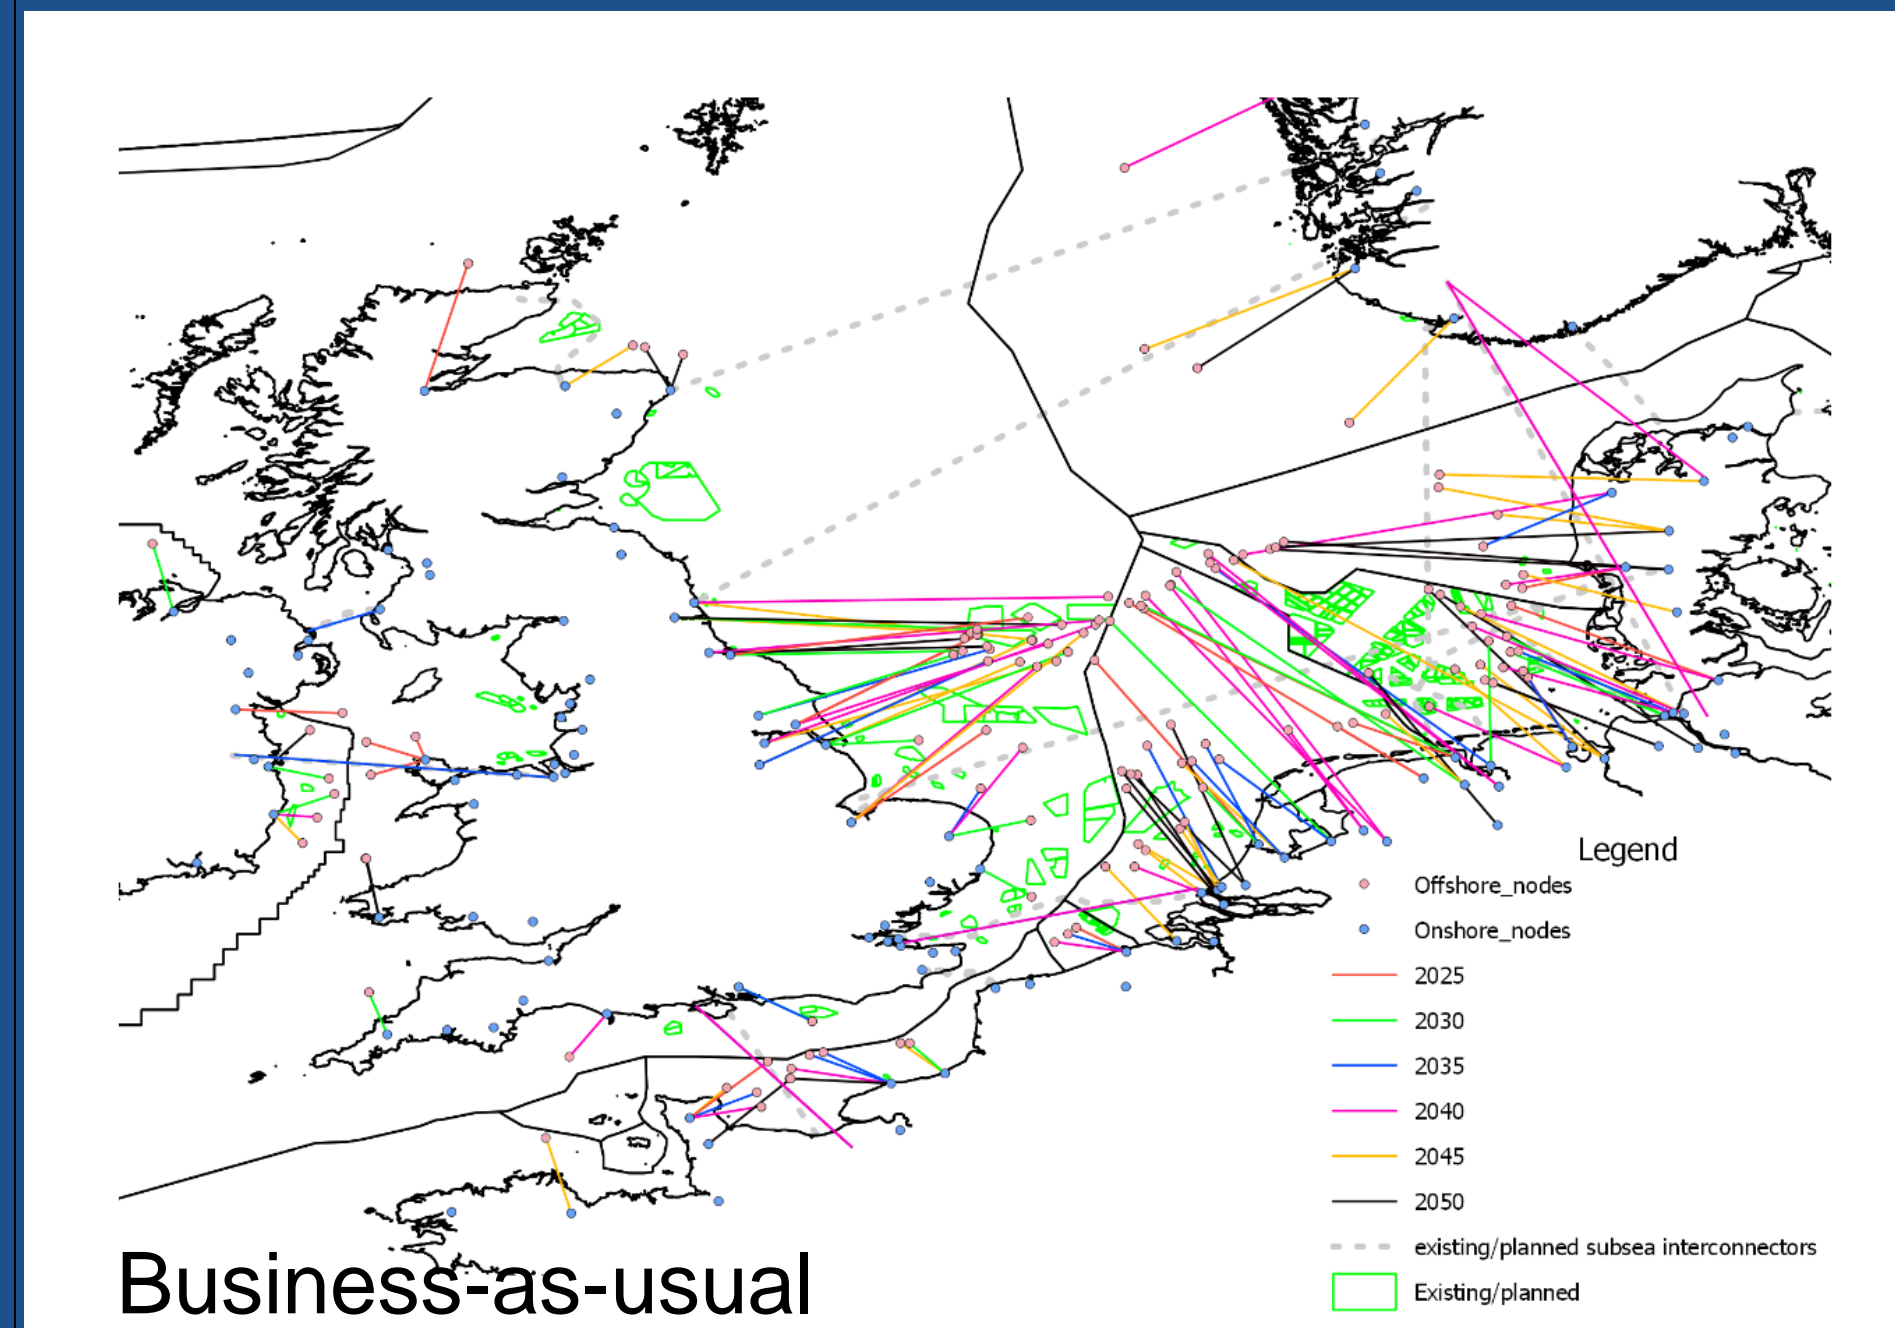 Legend
Offshore_nodes
Onshore_nodes
2025
2030
2035
2040
2045
2050
existing/planned subsea interconnectors
Existing/planned
Business-as-usual